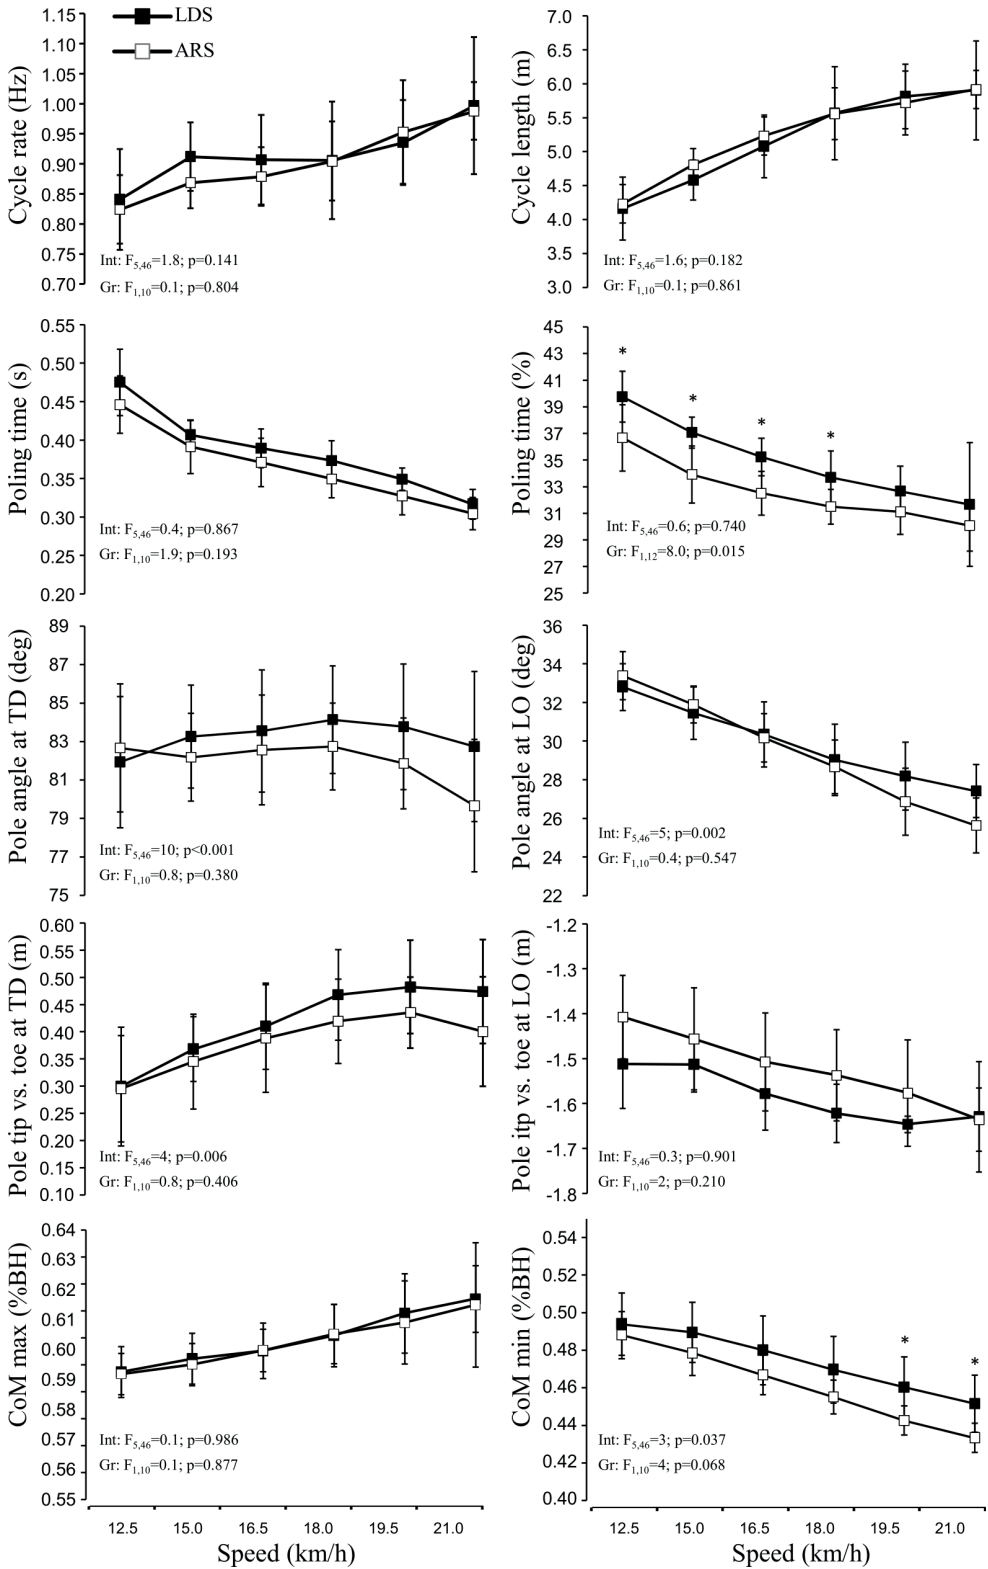 LDS
ARS
Cycle rate (Hz)
1.15
1.10
1.05
1.00
0.95
0.90
0.85
0.80
0.75
0.70
Int: F5,46=1.8; p=0.141
Gr: F1,10=0.1; p=0.804
Cycle length (m)
7.0
6.5
6.0
5.5
5.0
4.5
4.0
3.5
3.0
Int: F5,46=1.6; p=0.182
Gr: F1,10=0.1; p=0.861
Poling time (s)
0.55
0.50
0.45
0.40
0.35
0.30
0.25
0.20
Int: F5,46=0.4; p=0.867
Gr: F1,10=1.9; p=0.193
Poling time (%)
45
43
41
39
37
35
33
31
29
27
25
*
*
*
*
Int: F5,46=0.6; p=0.740
Gr: F1,12=8.0; p=0.015
Pole angle at TD (deg)
89
87
85
83
81
79
77
75
Int: F5,46=10; p<0.001
Gr: F1,10=0.8; p=0.380
Pole angle at LO (deg)
36
34
32
30
28
26
24
22
Int: F5,46=5; p=0.002
Gr: F1,10=0.4; p=0.547
Pole tip vs. toe at TD (m)
0.60
0.55
0.50
0.45
0.40
0.35
0.30
0.25
0.20
0.15
0.10
Int: F5,46=4; p=0.006
Gr: F1,10=0.8; p=0.406
Pole itp vs. toe at LO (m)
-1.2
-1.3
-1.4
-1.5
-1.6
-1.7
-1.8
Int: F5,46=0.3; p=0.901
Gr: F1,10=2; p=0.210
CoM max (%BH)
0.64
0.63
0.62
0.61
0.60
0.59
0.58
0.57
0.56
0.55
Int: F5,46=0.1; p=0.986
Gr: F1,10=0.1; p=0.877
12.5 15.0 16.5 18.0 19.5 21.0
Speed (km/h)
CoM min (%BH)
0.54
0.52
0.50
0.48
0.46
0.44
0.42
0.40
*
*
Int: F5,46=3; p=0.037
Gr: F1,10=4; p=0.068
12.5 15.0 16.5 18.0 19.5 21.0
Speed (km/h)